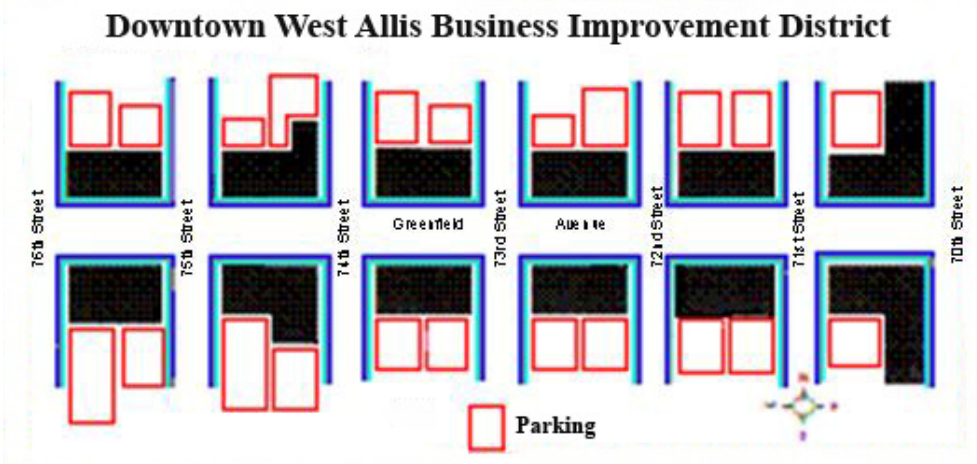 Downtown West Allis Business Improvement District
76th Street
75th Street
74th Street
Greenfield
73rd Street
Avenue
72nd Street
71st Street
70th Street
Parking